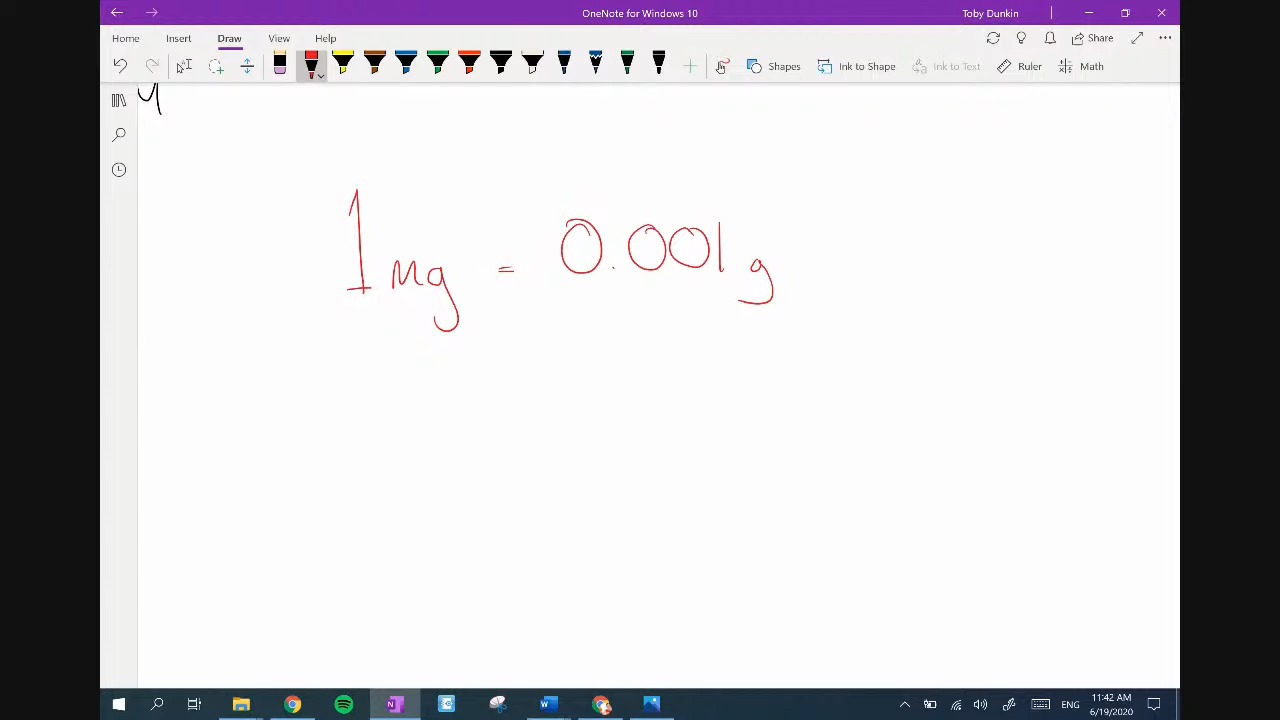 OneNote for Windows 10
Toby Dunkin
Home Insert Draw View Help
Share
Shapes Ink to Shape Ink to Text Ruler Math
y
1 mg = 0.001 g
ENG
11:42 AM
6/19/2020